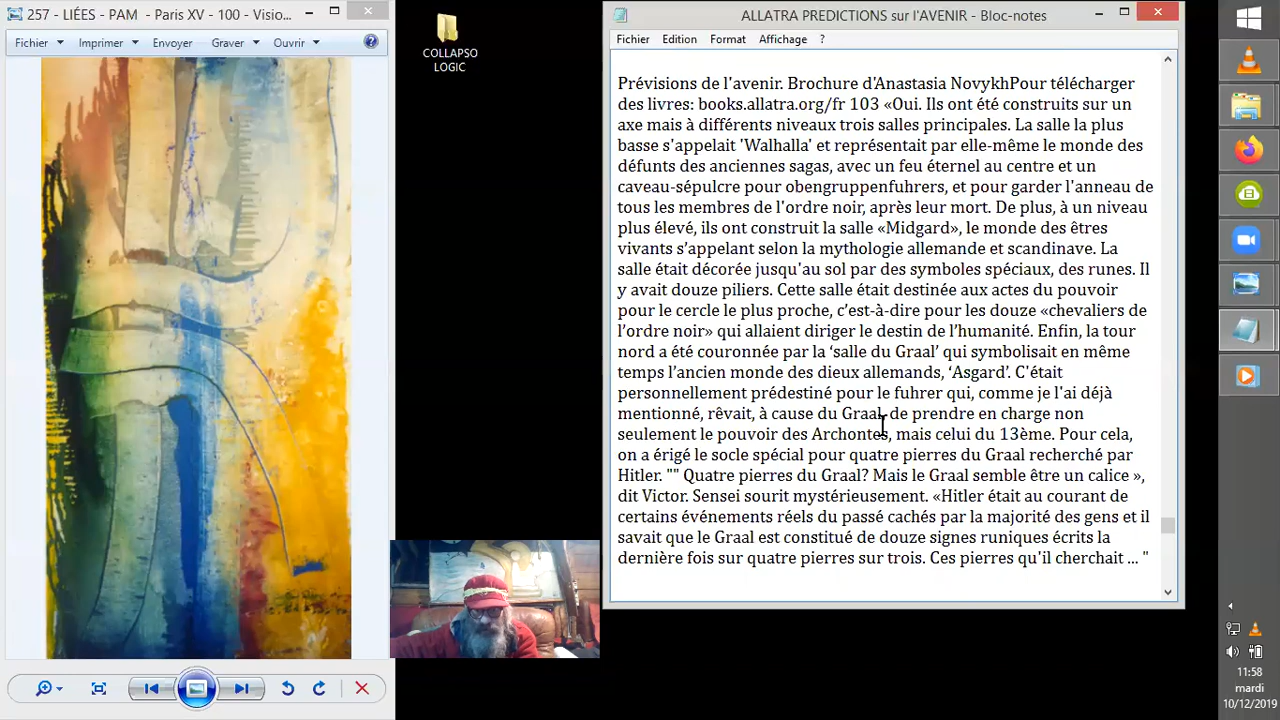 257 - LIÉES - PAM - Paris XV - 100 - Visio...
Fichier Imprimer Envoyer Graver Ouvrir
COLLAPSO
LOGIC
ALLATRA PREDICTIONS sur l'AVENIR - Bloc-notes
Fichier Edition Format Affichage ?
Prévisions de l'avenir. Brochure d'Anastasia NovykhPour télécharger
des livres: books.allatra.org/fr 103 «Oui. Ils ont été construits sur un
axe mais à différents niveaux trois salles principales. La salle la plus
basse s'appelait 'Walhalla' et représentait par elle-même le monde des
défunts des anciennes sagas, avec un feu éternel au centre et un
caveau-sépulcre pour obengruppenfuhrers, et pour garder l'anneau de
tous les membres de l'ordre noir, après leur mort. De plus, à un niveau
plus élevé, ils ont construit la salle «Midgard», le monde des êtres
vivants s’appelant selon la mythologie allemande et scandinave. La
salle était décorée jusqu'au sol par des symboles spéciaux, des runes. Il
y avait douze piliers. Cette salle était destinée aux actes du pouvoir
pour le cercle le plus proche, c’est-à-dire pour les douze «chevaliers de
l’ordre noir» qui allaient diriger le destin de l’humanité. Enfin, la tour
nord a été couronnée par la ‘salle du Graal’ qui symbolisait en même
temps l’ancien monde des dieux allemands, ‘Asgard’. C'était
personnellement prédestiné pour le fuhrer qui, comme je l'ai déjà
mentionné, rêvait, à cause du Graal, de prendre en charge non
seulement le pouvoir des Archontes, mais celui du 13ème. Pour cela,
on a érigé le socle spécial pour quatre pierres du Graal recherché par
Hitler. "" Quatre pierres du Graal? Mais le Graal semble être un calice »,
dit Victor. Sensei sourit mystérieusement. «Hitler était au courant de
certains événements réels du passé cachés par la majorité des gens et il
savait que le Graal est constitué de douze signes runiques écrits la
dernière fois sur quatre pierres sur trois. Ces pierres qu'il cherchait ... "
11:58
mardi
10/12/2019